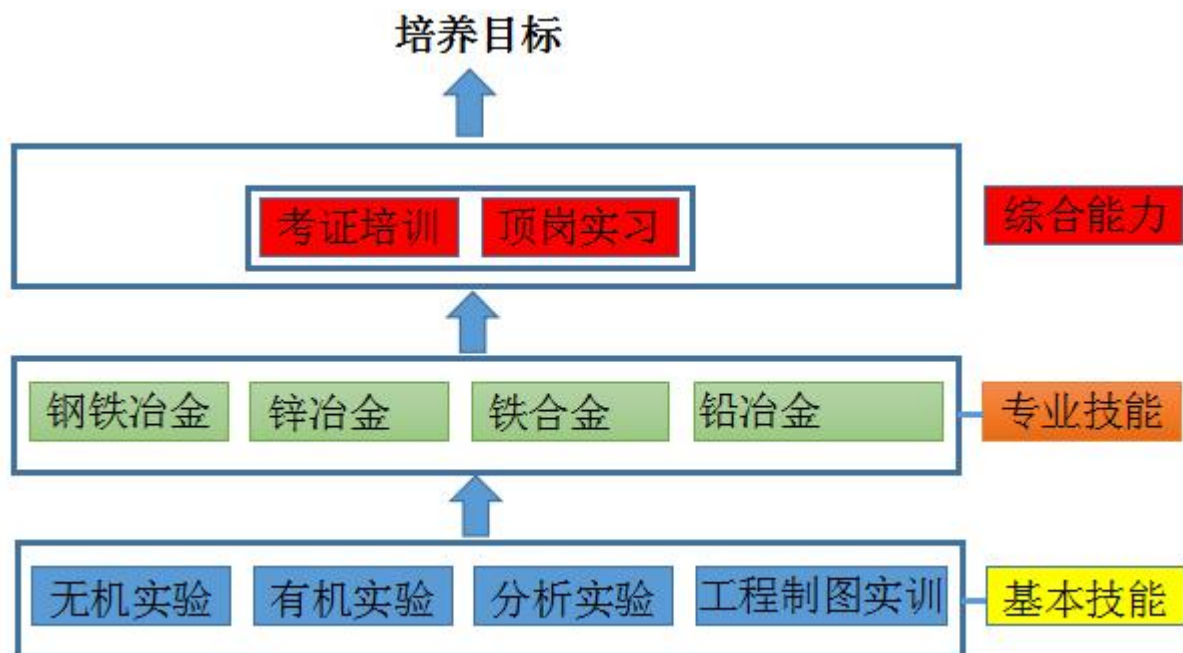 培养目标
考证培训 顶岗实习 综合能力
钢铁冶金 锌冶金 铁合金 铅冶金 专业技能
无机实验 有机实验 分析实验 工程制图实训 基本技能